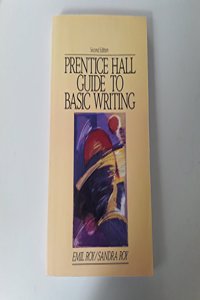 Second Edition
PRENTICE HALL
GUIDE TO
BASIC WRITING
EMIL ROY/SANDRA ROY